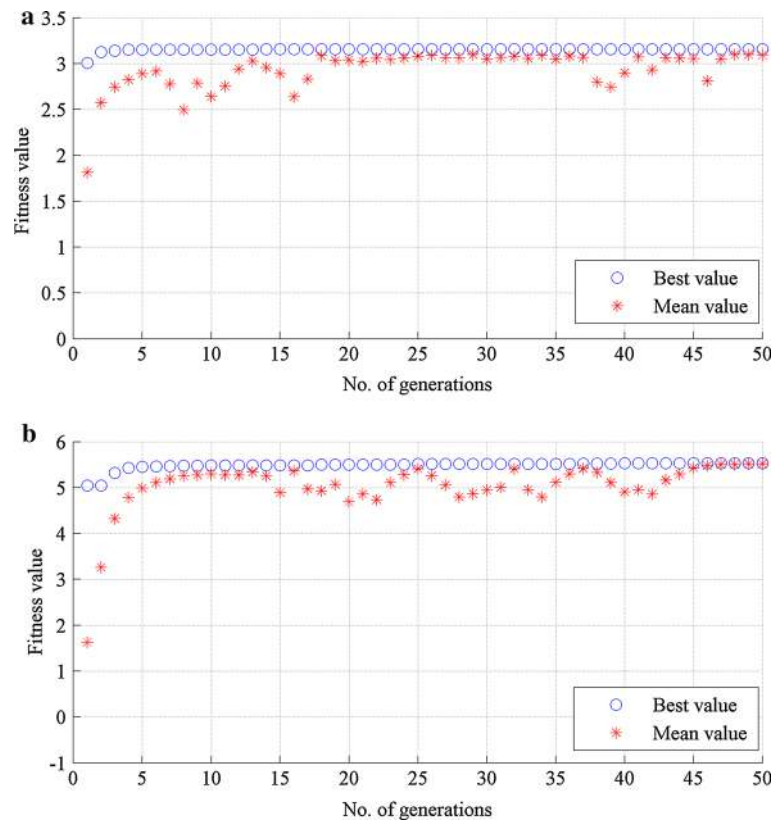 a
3.5
3
2.5
2
1.5
1
0.5
0
Fitness value
0 5 10 15 20 25 30 35 40 45 50
No. of generations
Best value
Mean value
b
6
5
4
3
2
1
0
-1
Fitness value
0 5 10 15 20 25 30 35 40 45 50
No. of generations
Best value
Mean value